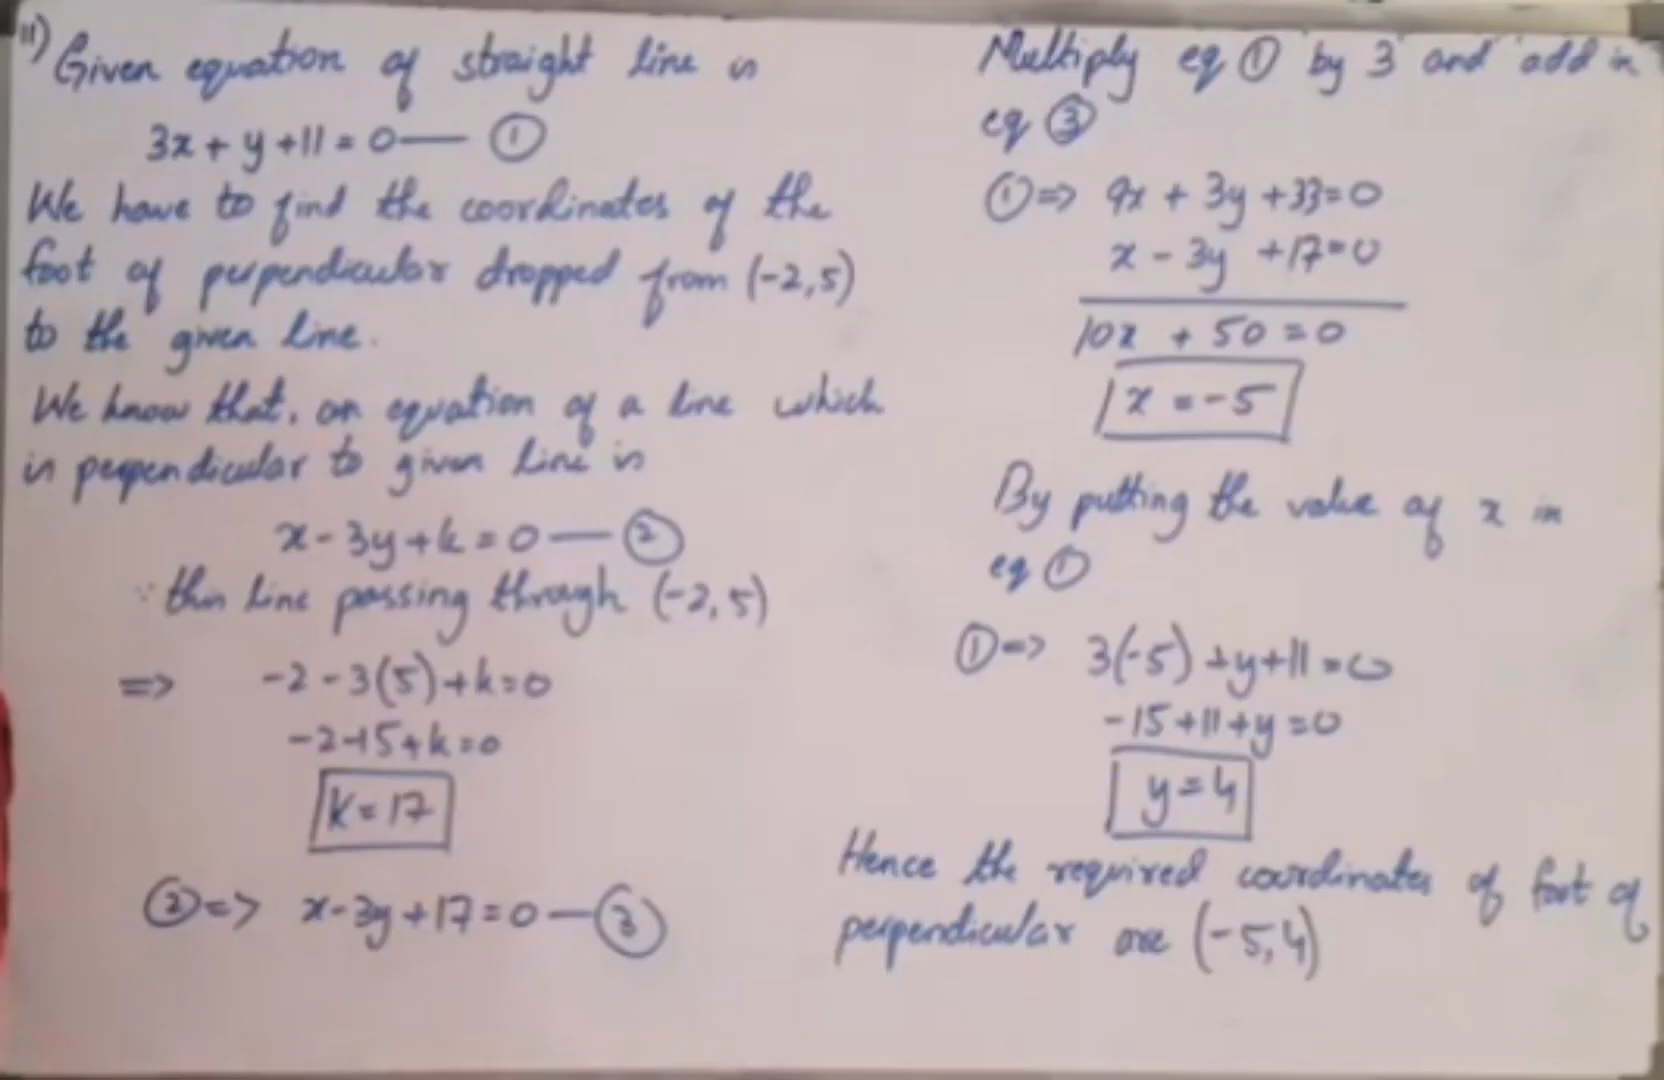 11) Given equation of straight line is
3x + y + 11 = 0 — ①
We have to find the coordinates of the
foot of perpendicular dropped from (-2,5)
to the given line.
We know that, an equation of a line which
is perpendicular to given line is
x - 3y + k = 0 — ②
∵ this line passing through (-2,5)
=> -2 - 3(5) + k = 0
-2 - 15 + k = 0
k = 17
② => x - 3y + 17 = 0 — ③
Multiply eq ① by 3 and add in
eq ③
① => 9x + 3y + 33 = 0
x - 3y + 17 = 0
10x + 50 = 0
x = -5
By putting the value of x in
eq ①
① => 3(-5) + y + 11 = 0
-15 + 11 + y = 0
y = 4
Hence the required coordinates of foot of
perpendicular are (-5,4)